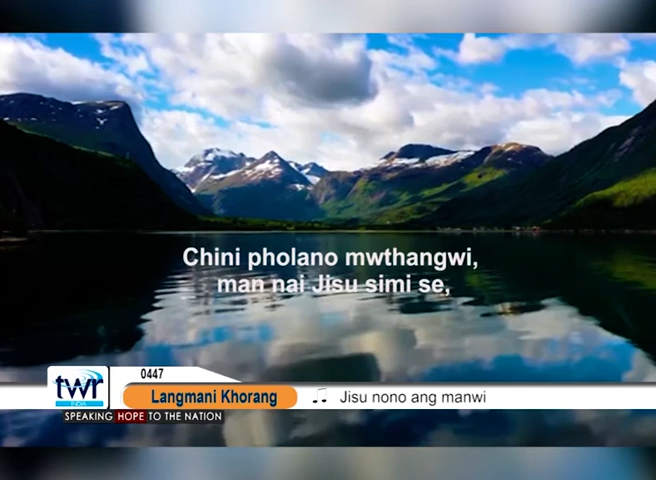 Chini pholano mwthangwi,
man nai Jisu simi se,
0447
twr
INDIA
Langmani Khorang
Jisu nono ang manwi
SPEAKING HOPE TO THE NATION